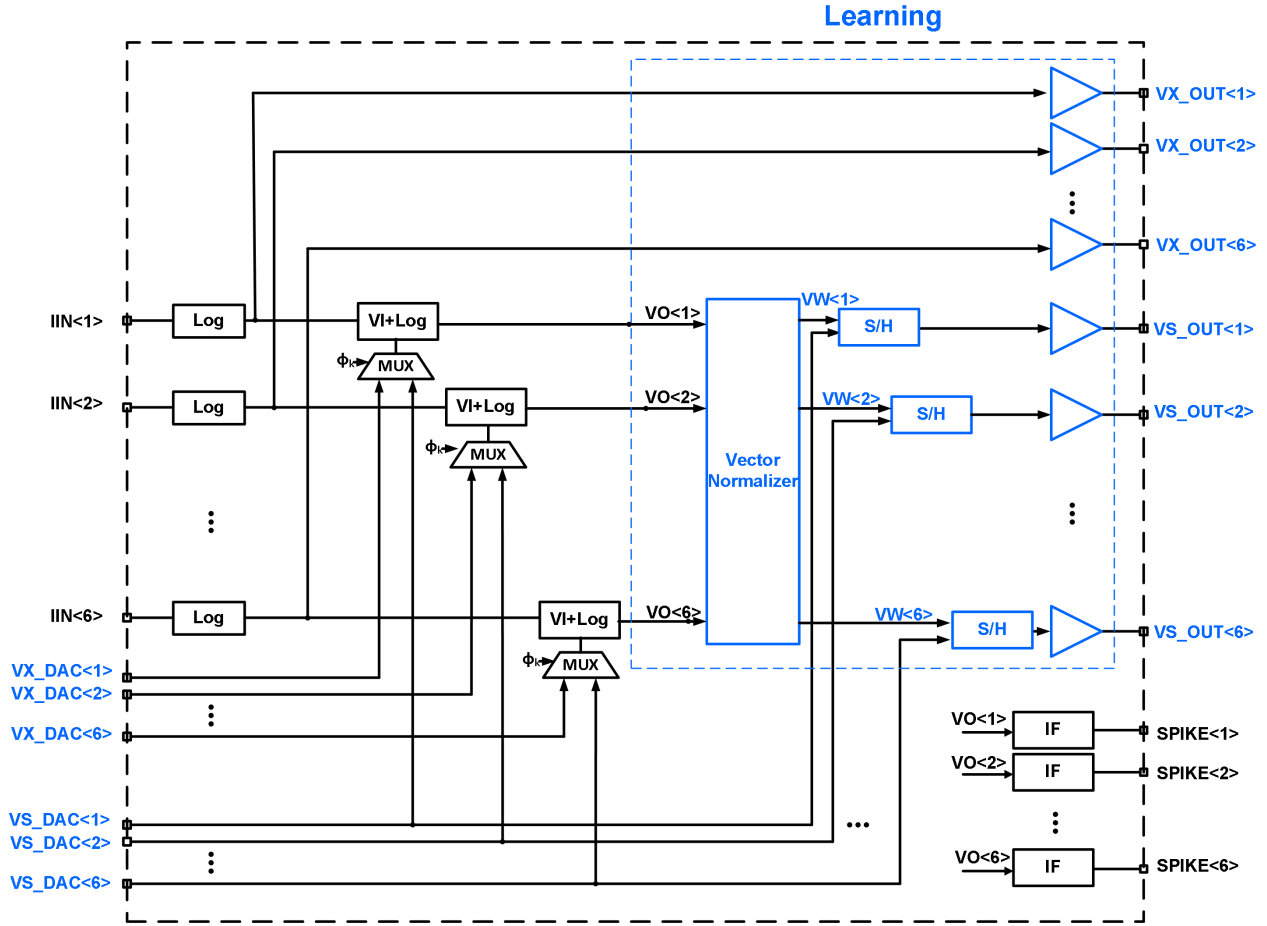 Learning
VX_OUT<1>
VX_OUT<2>
VX_OUT<6>
IIN<1>
Log
VI+Log
VO<1>
VW<1>
S/H
VS_OUT<1>
ϕk
MUX
IIN<2>
Log
VI+Log
VO<2>
VW<2>
S/H
VS_OUT<2>
ϕk
MUX
Vector
Normalizer
IIN<6>
Log
VI+Log
VO<6>
VW<6>
S/H
VS_OUT<6>
ϕk
MUX
VX_DAC<1>
VX_DAC<2>
VX_DAC<6>
VO<1>
IF
SPIKE<1>
VO<2>
IF
SPIKE<2>
VS_DAC<1>
VS_DAC<2>
VS_DAC<6>
VO<6>
IF
SPIKE<6>